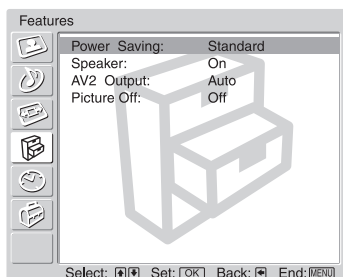 Features
Power Saving: Standard
Speaker: On
AV2 Output: Auto
Picture Off: Off
Select: Set: OK Back: End: MENU